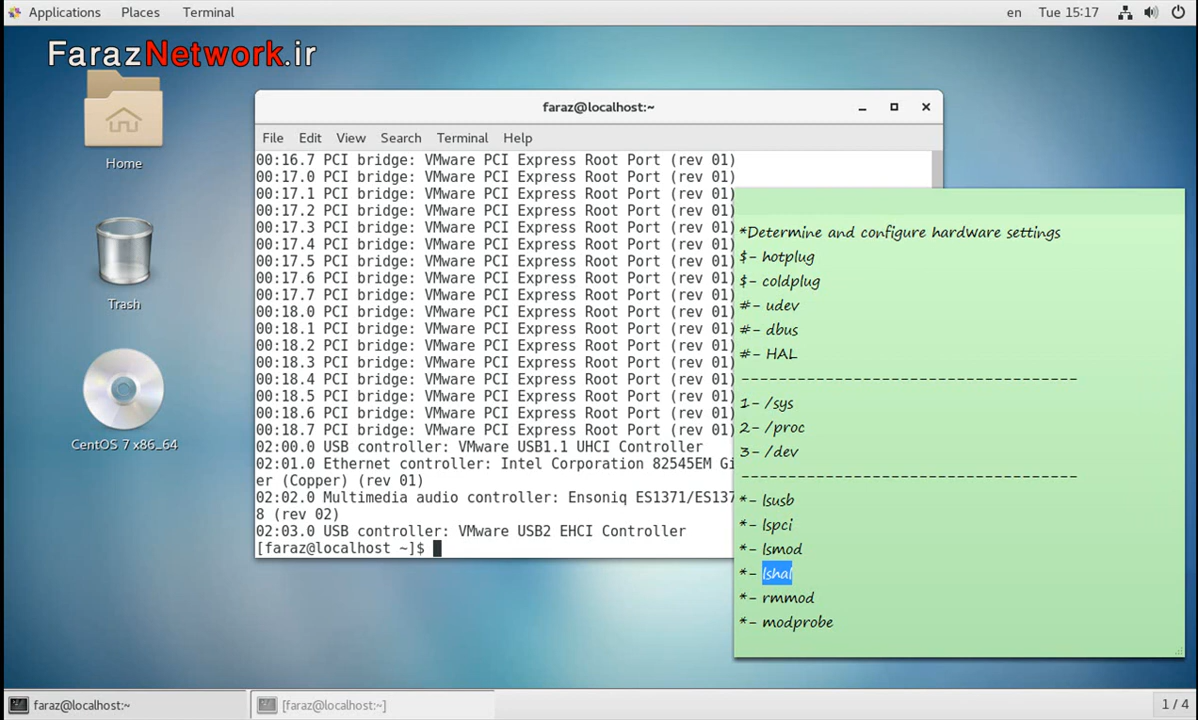 Applications Places Terminal en Tue 15:17
FarazNetwork.ir
Home
Trash
CentOS 7 x86_64
faraz@localhost:~
File Edit View Search Terminal Help
00:16.7 PCI bridge: VMware PCI Express Root Port (rev 01)
00:17.0 PCI bridge: VMware PCI Express Root Port (rev 01)
00:17.1 PCI bridge: VMware PCI Express Root Port (rev 01)
00:17.2 PCI bridge: VMware PCI Express Root Port (rev 01)
00:17.3 PCI bridge: VMware PCI Express Root Port (rev 01)
00:17.4 PCI bridge: VMware PCI Express Root Port (rev 01)
00:17.5 PCI bridge: VMware PCI Express Root Port (rev 01)
00:17.6 PCI bridge: VMware PCI Express Root Port (rev 01)
00:17.7 PCI bridge: VMware PCI Express Root Port (rev 01)
00:18.0 PCI bridge: VMware PCI Express Root Port (rev 01)
00:18.1 PCI bridge: VMware PCI Express Root Port (rev 01)
00:18.2 PCI bridge: VMware PCI Express Root Port (rev 01)
00:18.3 PCI bridge: VMware PCI Express Root Port (rev 01)
00:18.4 PCI bridge: VMware PCI Express Root Port (rev 01)
00:18.5 PCI bridge: VMware PCI Express Root Port (rev 01)
00:18.6 PCI bridge: VMware PCI Express Root Port (rev 01)
00:18.7 PCI bridge: VMware PCI Express Root Port (rev 01)
02:00.0 USB controller: VMware USB1.1 UHCI Controller
02:01.0 Ethernet controller: Intel Corporation 82545EM Gi
er (Copper) (rev 01)
02:02.0 Multimedia audio controller: Ensoniq ES1371/ES137
8 (rev 02)
02:03.0 USB controller: VMware USB2 EHCI Controller
[faraz@localhost ~]$
*Determine and configure hardware settings
$- hotplug
$- coldplug
#- udev
#- dbus
#- HAL
------------------------------------
1- /sys
2- /proc
3- /dev
------------------------------------
*- lsusb
*- lspci
*- lsmod
*- lshal
*- rmmod
*- modprobe
faraz@localhost:~ [faraz@localhost:~] 1 / 4